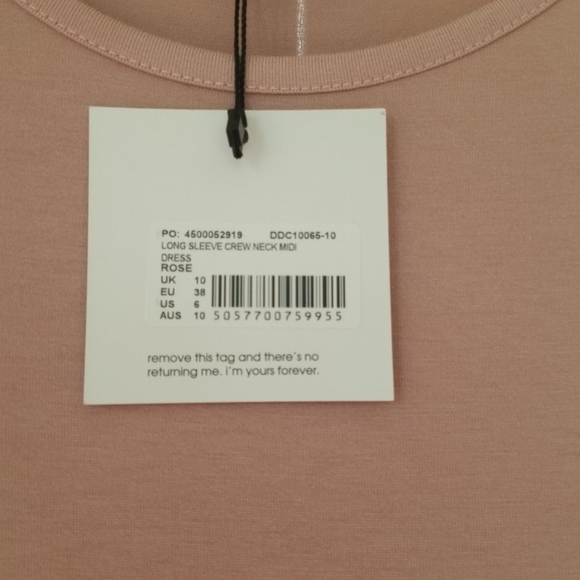 PO: 4500052919 DDC10065-10
LONG SLEEVE CREW NECK MIDI
DRESS
ROSE
UK 10
EU 38
US 6
AUS 10
5057700759955
remove this tag and there's no
returning me. i'm yours forever.